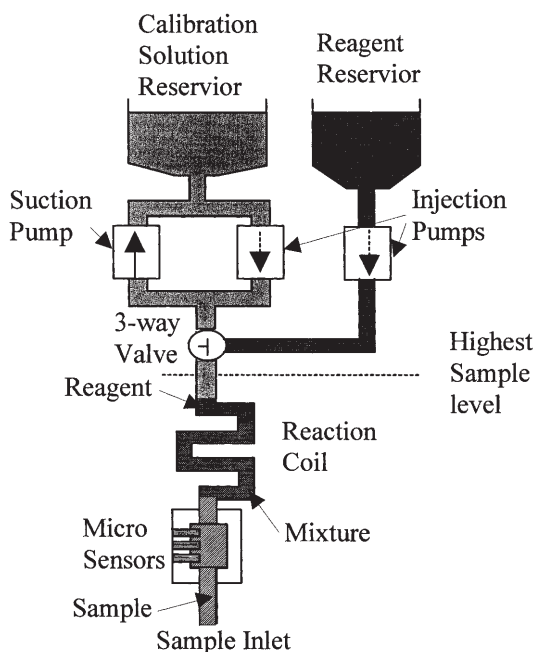 Calibration
Solution
Reservior
Reagent
Reservior
Suction
Pump
Injection
Pumps
3-way
Valve
Highest
Sample
level
Reagent
Reaction
Coil
Mixture
Micro
Sensors
Sample
Sample Inlet